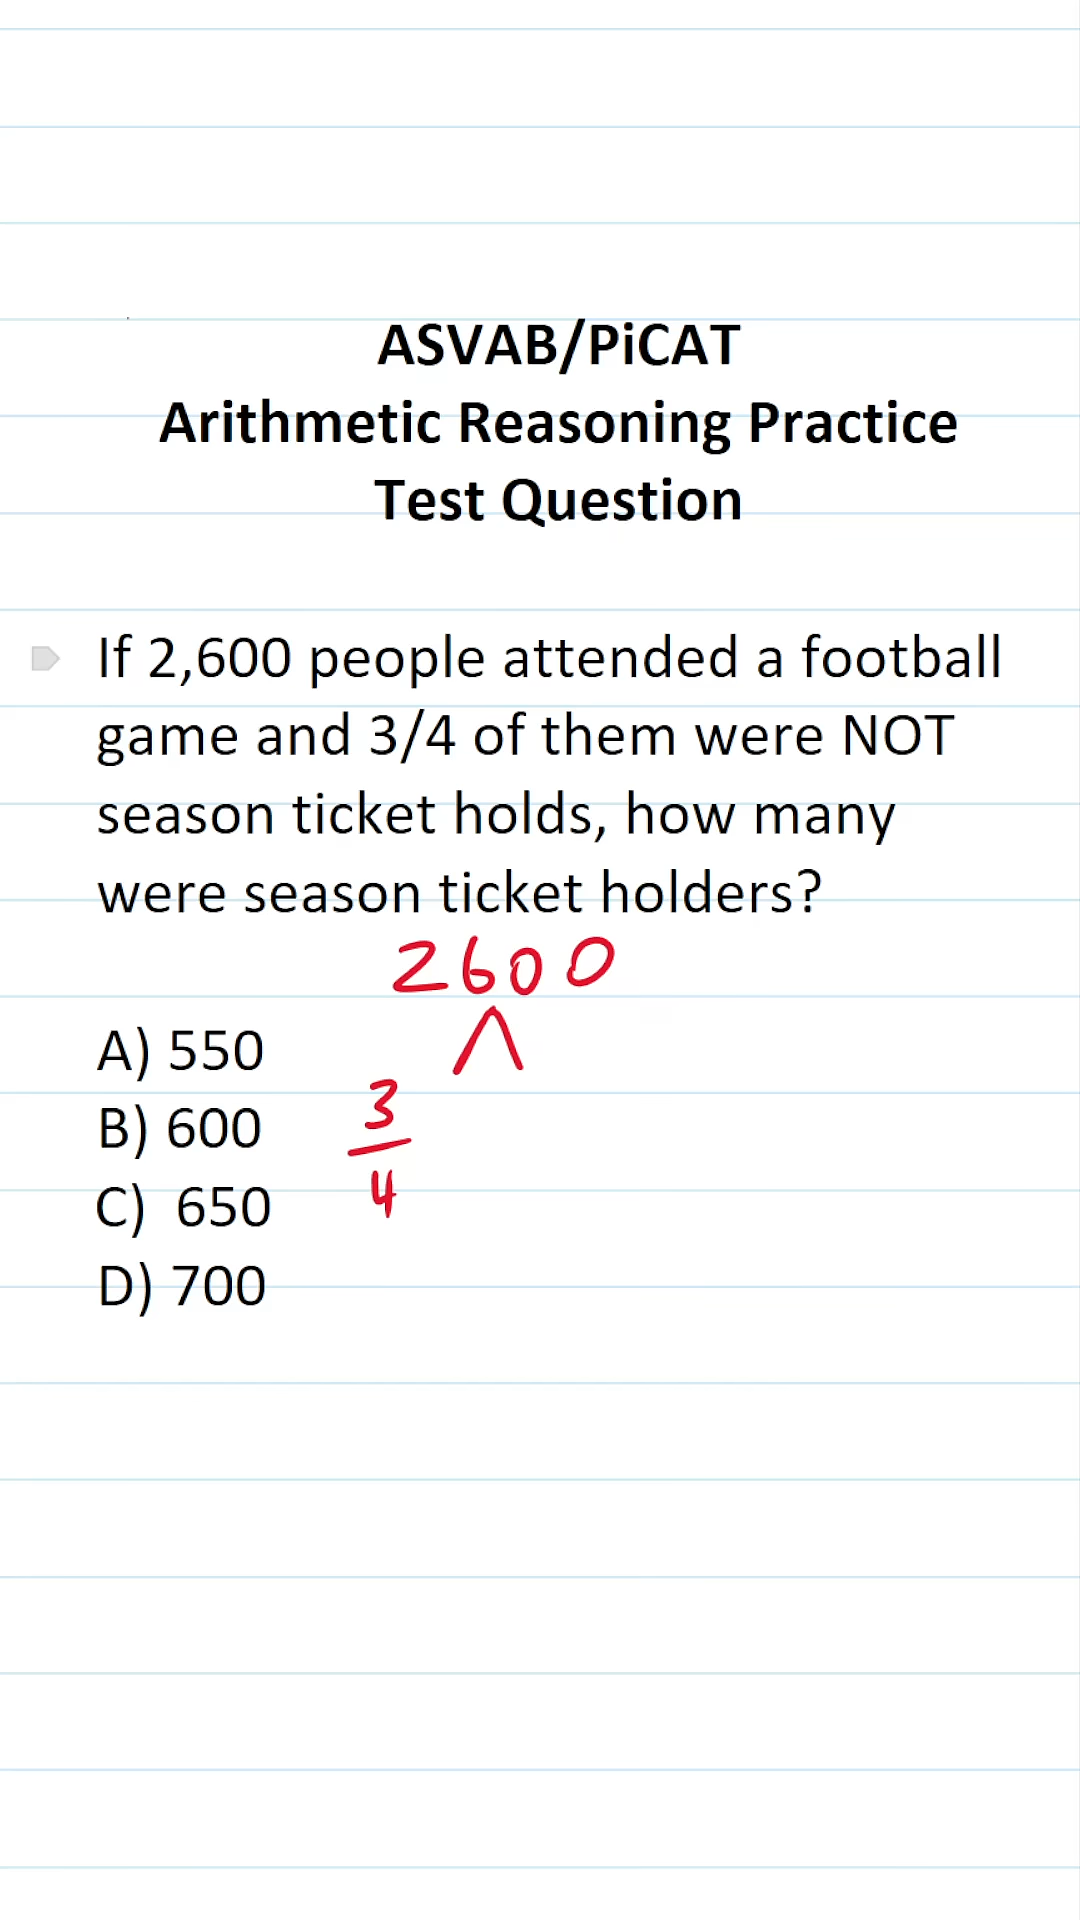 ASVAB/PiCAT
Arithmetic Reasoning Practice
Test Question
If 2,600 people attended a football
game and 3/4 of them were NOT
season ticket holds, how many
were season ticket holders?
2600
A) 550
B) 600
C) 650
D) 700
3
4